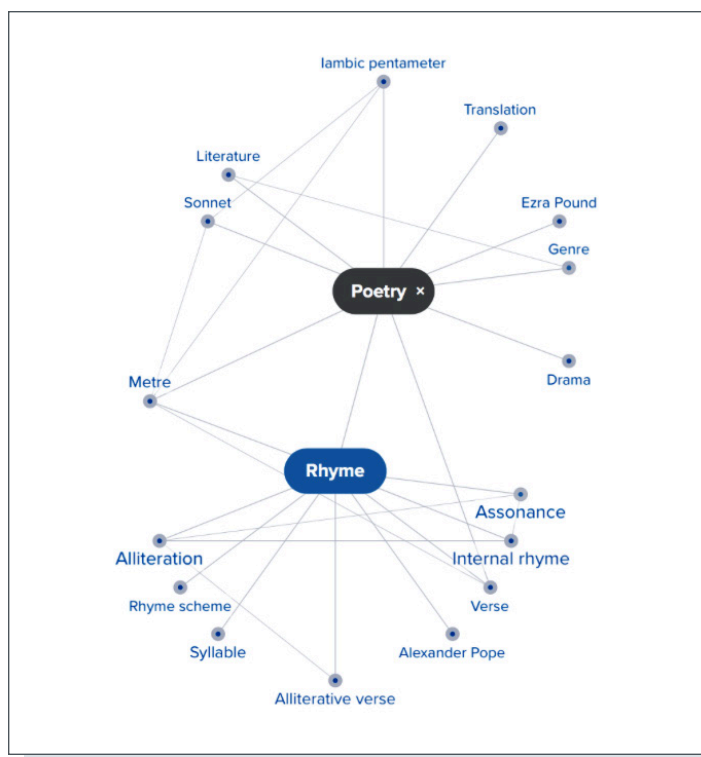 Iambic pentameter
Translation
Literature
Sonnet
Ezra Pound
Genre
Poetry ×
Metre
Drama
Rhyme
Assonance
Alliteration
Internal rhyme
Rhyme scheme
Verse
Syllable
Alexander Pope
Alliterative verse